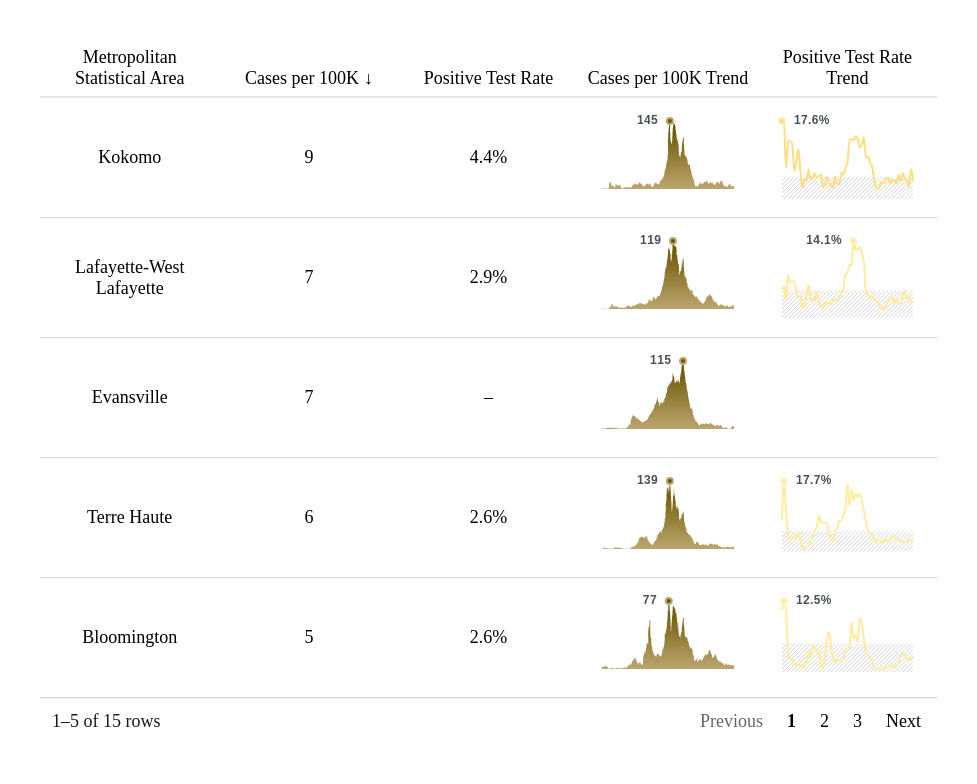 Metropolitan
Statistical Area
Cases per 100K ↓
Positive Test Rate
Cases per 100K Trend
Positive Test Rate
Trend
Kokomo
9
4.4%
145
17.6%
Lafayette-West
Lafayette
7
2.9%
119
14.1%
Evansville
7
–
115
Terre Haute
6
2.6%
139
17.7%
Bloomington
5
2.6%
77
12.5%
1–5 of 15 rows
Previous 1 2 3 Next